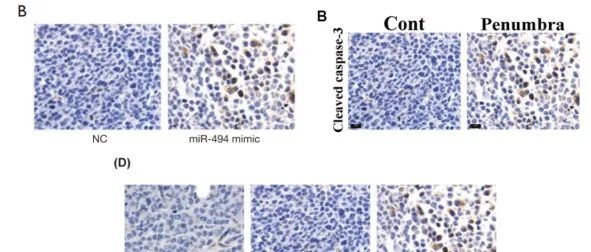 B
NC
miR-494 mimic
B
Cont
Penumbra
Cleaved caspase-3
(D)